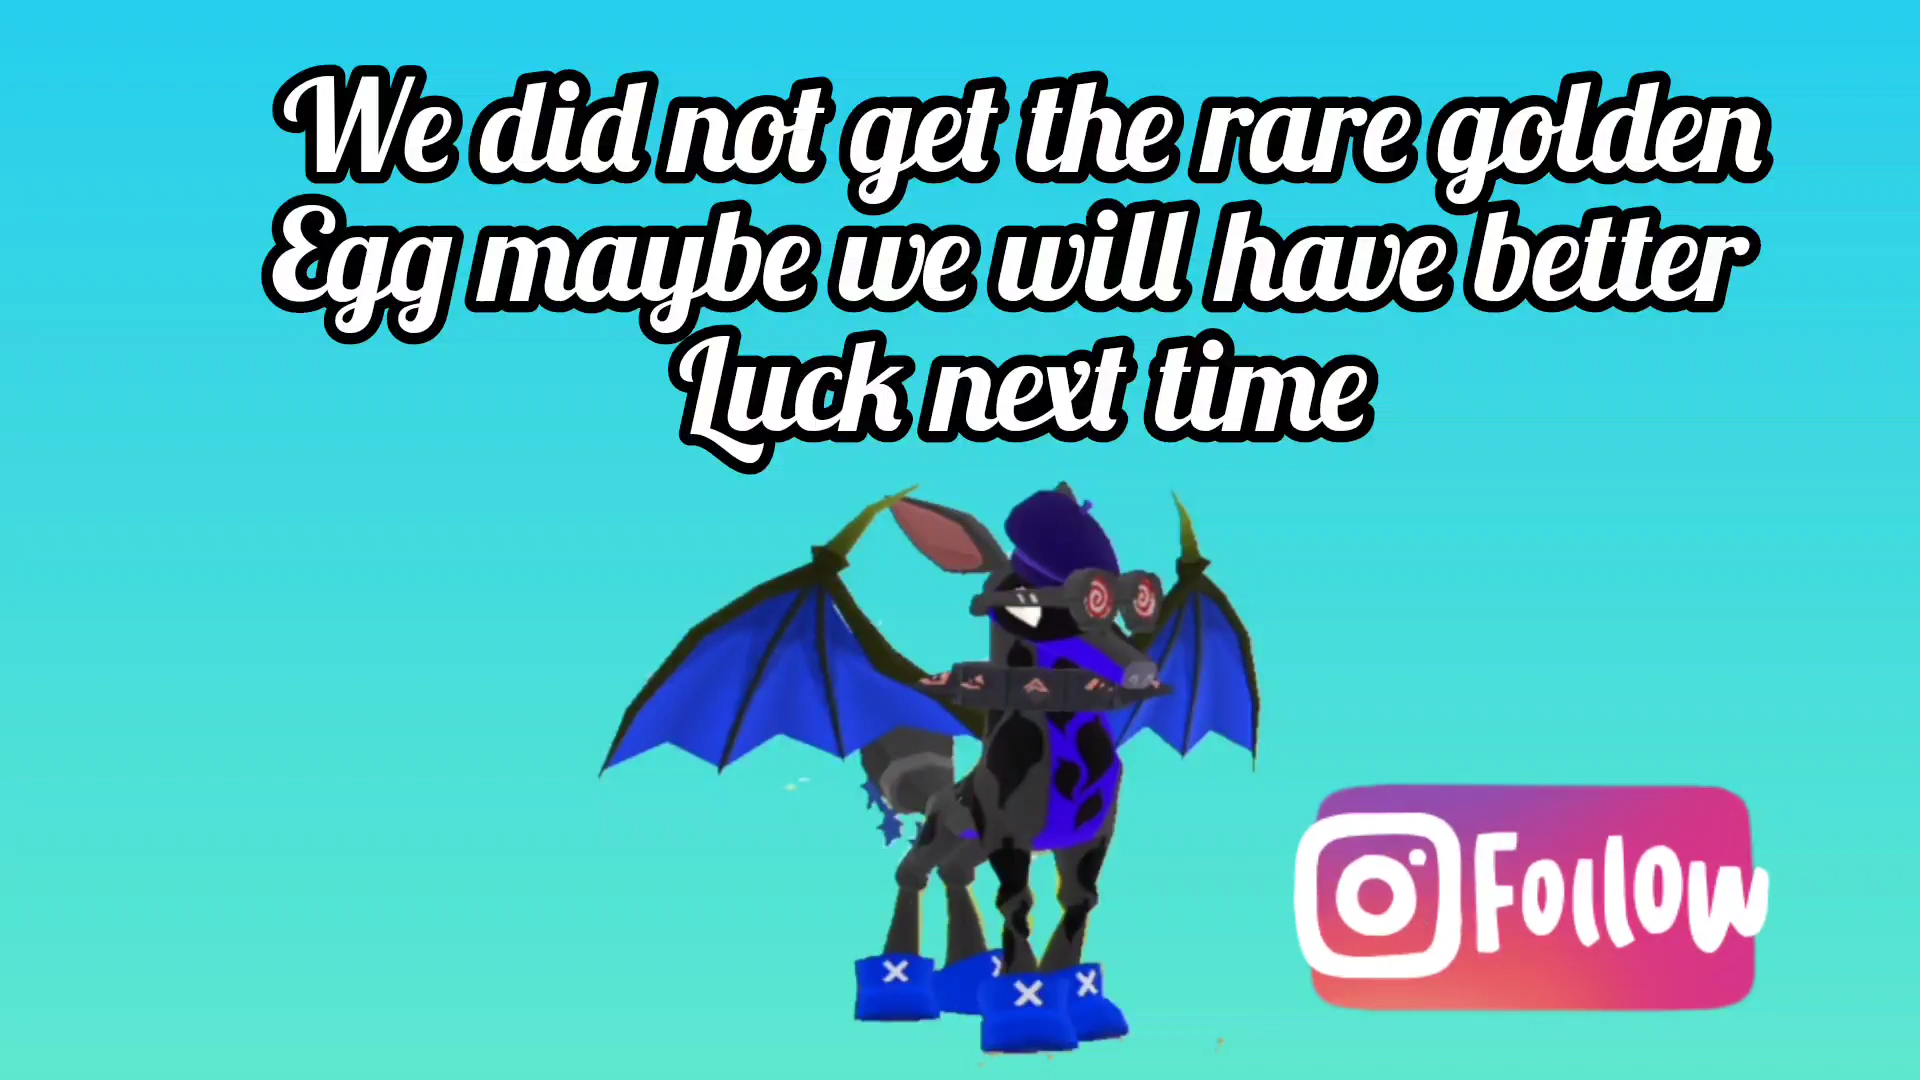 We did not get the rare golden
Egg maybe we will have better
Luck next time
Follow